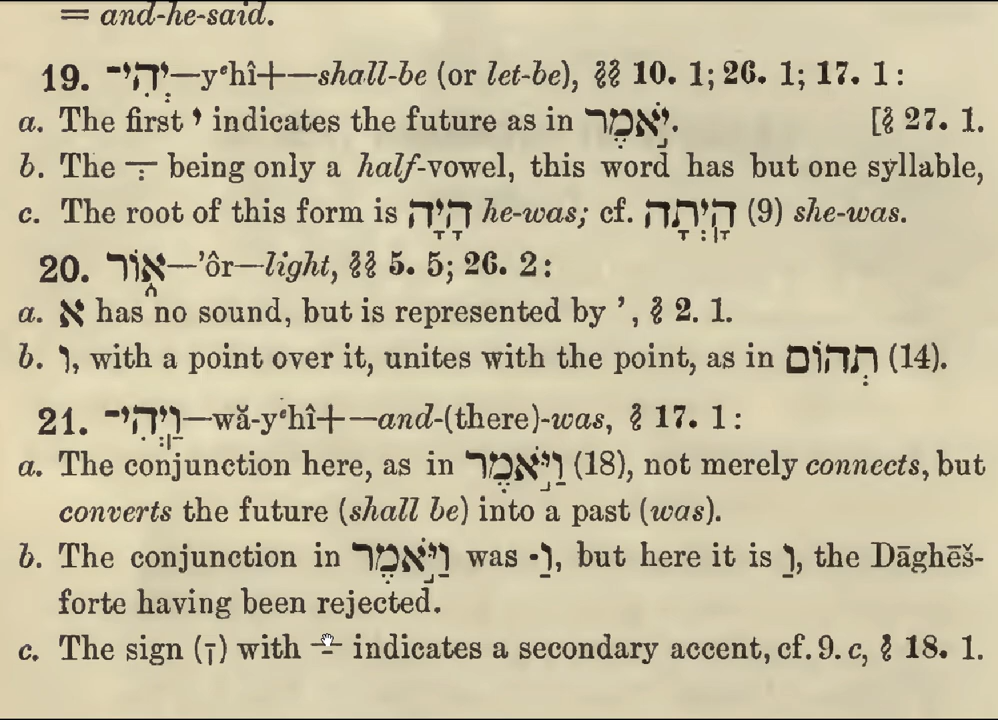 = and-he-said.
19. יְהִי־—yᵉhî+—shall-be (or let-be), §§ 10. 1; 26. 1; 17. 1:
a. The first י indicates the future as in יֹּאמֶר. [§ 27. 1.
b. The ְ being only a half-vowel, this word has but one syllable,
c. The root of this form is הָיָה he-was; cf. הָיְתָה (9) she-was.
20. אוֹר—’ôr—light, §§ 5. 5; 26. 2:
a. א has no sound, but is represented by ’, § 2. 1.
b. ו, with a point over it, unites with the point, as in תְהוֹם (14).
21. וַיְהִי־—wă-yᵉhî+—and-(there)-was, § 17. 1:
a. The conjunction here, as in וַיֹּאמֶר (18), not merely connects, but
converts the future (shall be) into a past (was).
b. The conjunction in וַיֹּאמֶר was ·וַ, but here it is וַ, the Dāghēš-
forte having been rejected.
c. The sign (ֽ) with ַ indicates a secondary accent, cf. 9. c, § 18. 1.